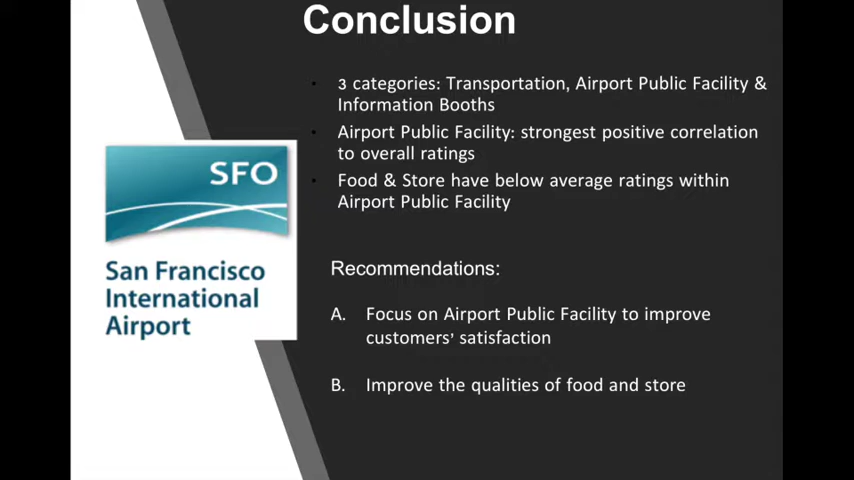 Conclusion
3 categories: Transportation, Airport Public Facility &
Information Booths
Airport Public Facility: strongest positive correlation
to overall ratings
Food & Store have below average ratings within
Airport Public Facility
SFO
San Francisco
International
Airport
Recommendations:
A. Focus on Airport Public Facility to improve
customers' satisfaction
B. Improve the qualities of food and store